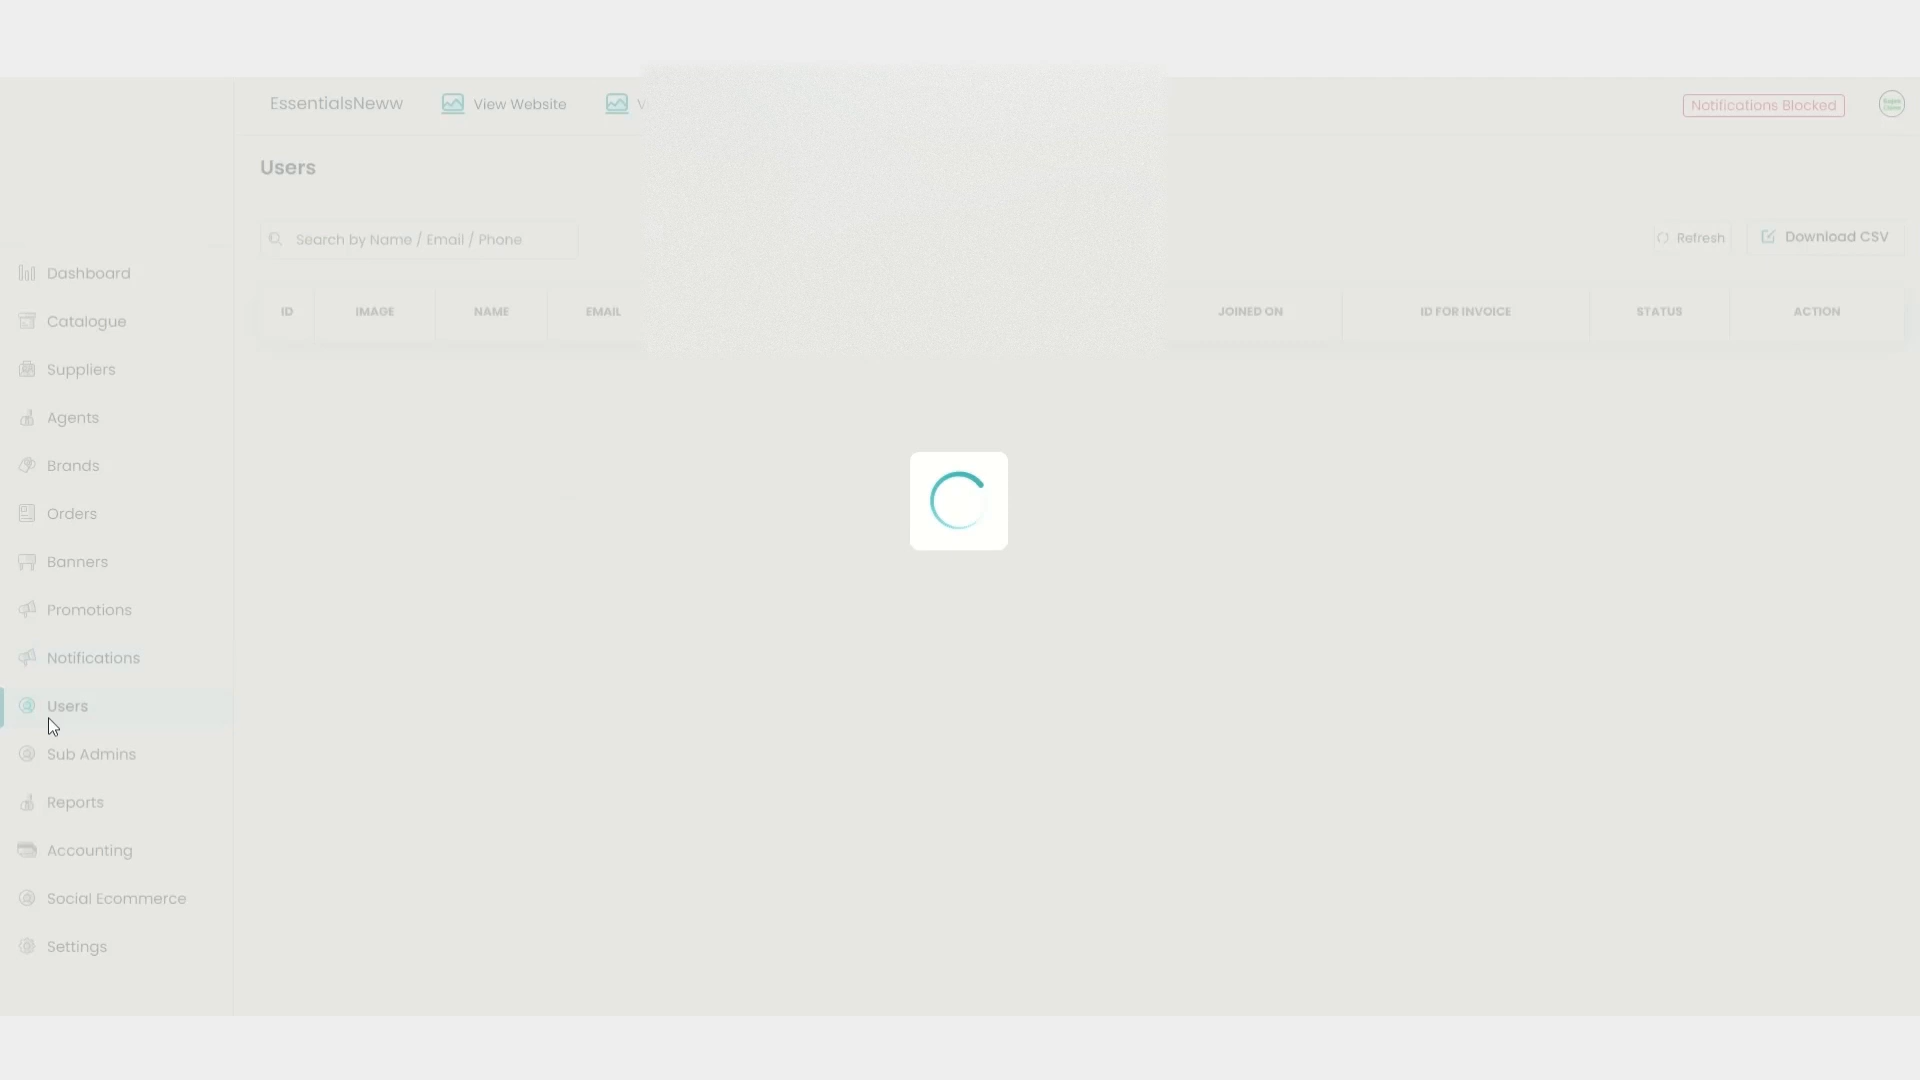 EssentialsNeww
View Website
Notifications Blocked
Users
Search by Name / Email / Phone
Refresh
Download CSV
ID
IMAGE
NAME
EMAIL
JOINED ON
ID FOR INVOICE
STATUS
ACTION
Dashboard
Catalogue
Suppliers
Agents
Brands
Orders
Banners
Promotions
Notifications
Users
Sub Admins
Reports
Accounting
Social Ecommerce
Settings